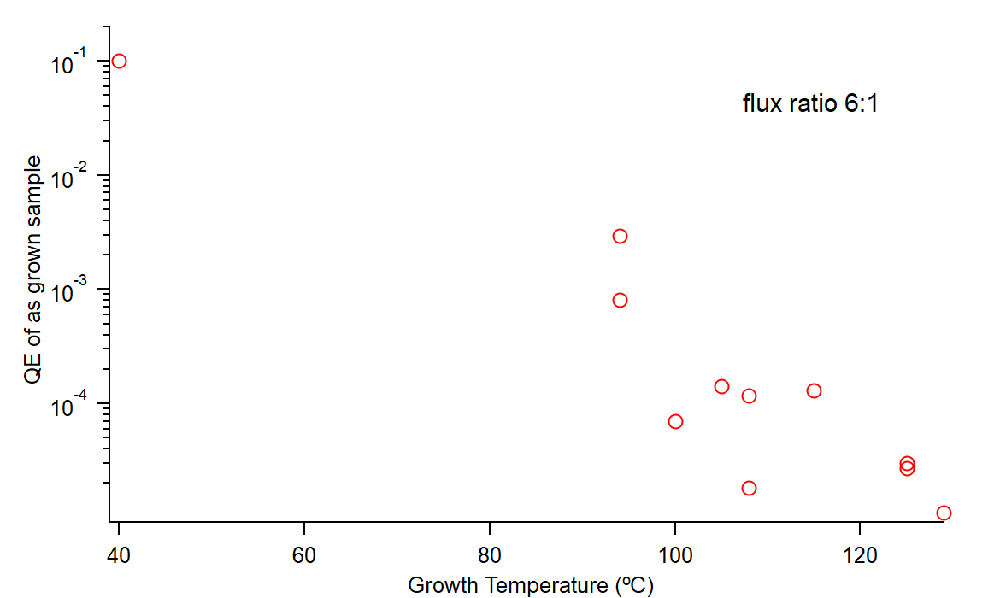 10-1
flux ratio 6:1
10-2
10-3
10-4
QE of as grown sample
40 60 80 100 120
Growth Temperature (ºC)